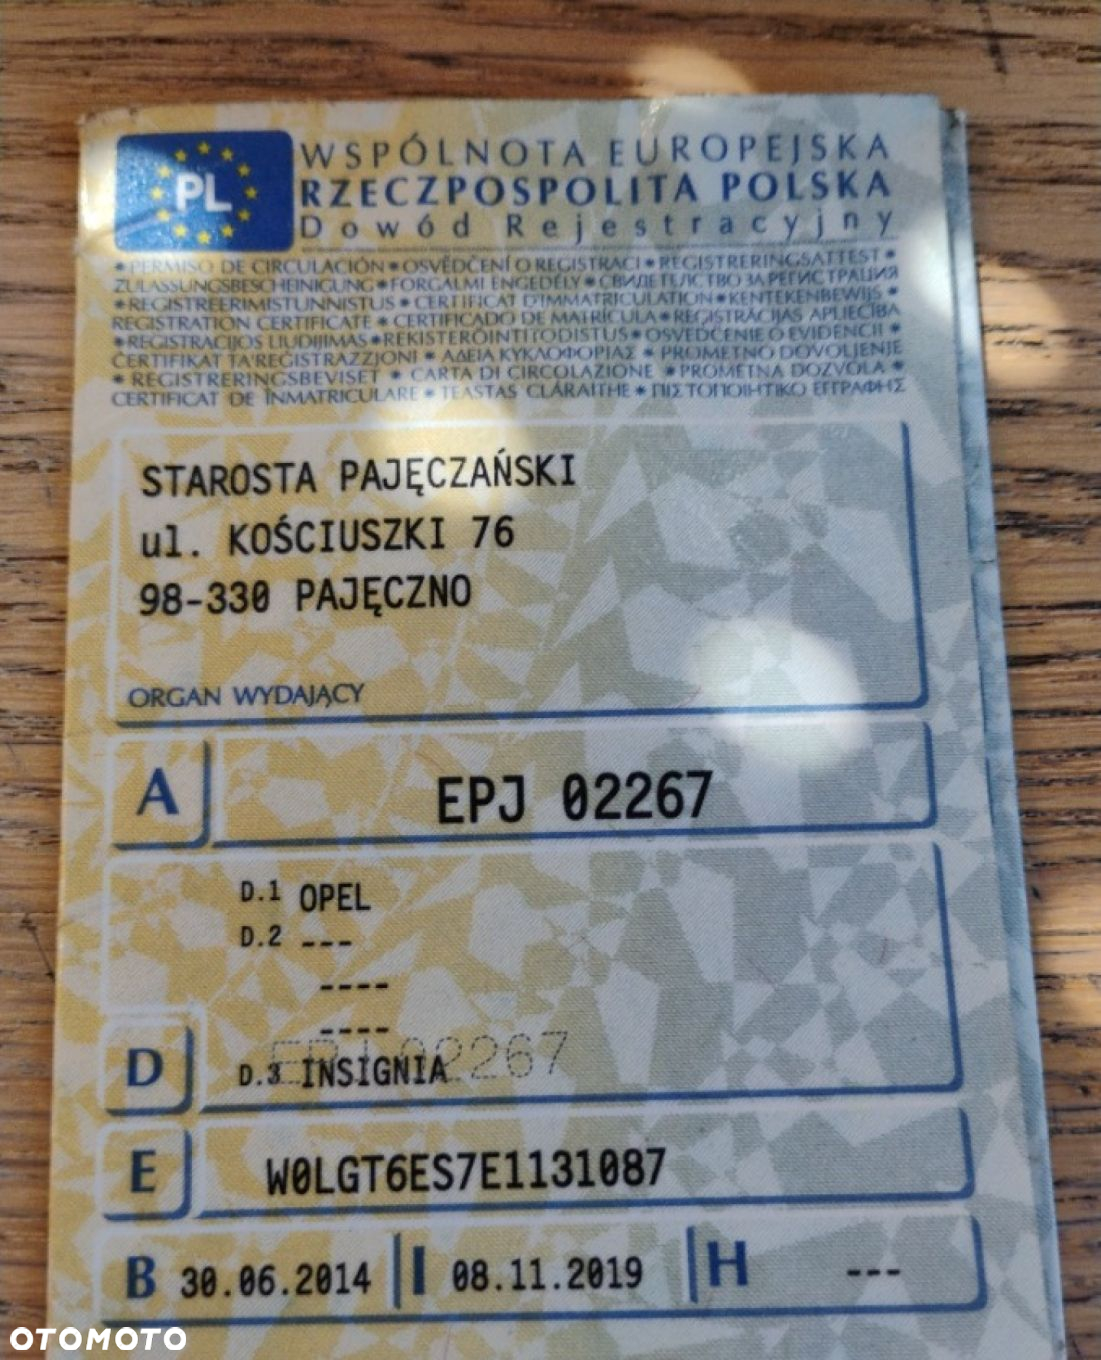 PL
WSPÓLNOTA EUROPEJSKA
RZECZPOSPOLITA POLSKA
Dowód Rejestracyjny
* PERMISO DE CIRCULACIÓN * OSVĚDČENÍ O REGISTRACI * REGISTRERINGSATTEST *
ZULASSUNGSBESCHEINIGUNG * FORGALMI ENGEDÉLY * СВИДЕТЕЛСТВО ЗА РЕГИСТРАЦИЯ
* REGISTREERIMISTUNNISTUS * CERTIFICAT D'IMMATRICULATION * KENTEKENBEWIJS *
REGISTRATION CERTIFICATE * CERTIFICADO DE MATRÍCULA * REGISTRĀCIJAS APLIECĪBA
* REGISTRACIJOS LIUDIJIMAS * REKISTERÖINTITODISTUS * OSVEDČENIE O EVIDENCII *
ĊERTIFIKAT TA'REĠISTRAZZJONI * ΑΔΕΙΑ ΚΥΚΛΟΦΟΡΙΑΣ * PROMETNO DOVOLJENJE
* REGISTRERINGSBEVISET * CARTA DI CIRCOLAZIONE * PROMETNA DOZVOLA *
CERTIFICAT DE ÎNMATRICULARE * TEASTAS CLÁRAITHE * ΠΙΣΤΟΠΟΙΗΤΙΚΟ ΕΓΓΡΑΦΗΣ
STAROSTA PAJĘCZAŃSKI
ul. KOŚCIUSZKI 76
98-330 PAJĘCZNO
ORGAN WYDAJĄCY
A EPJ 02267
D.1 OPEL
D.2 ---
----
----
EPJ 02267
D D.3 INSIGNIA
E W0LGT6ES7E1131087
B 30.06.2014 I 08.11.2019 H ---
OTOMOTO